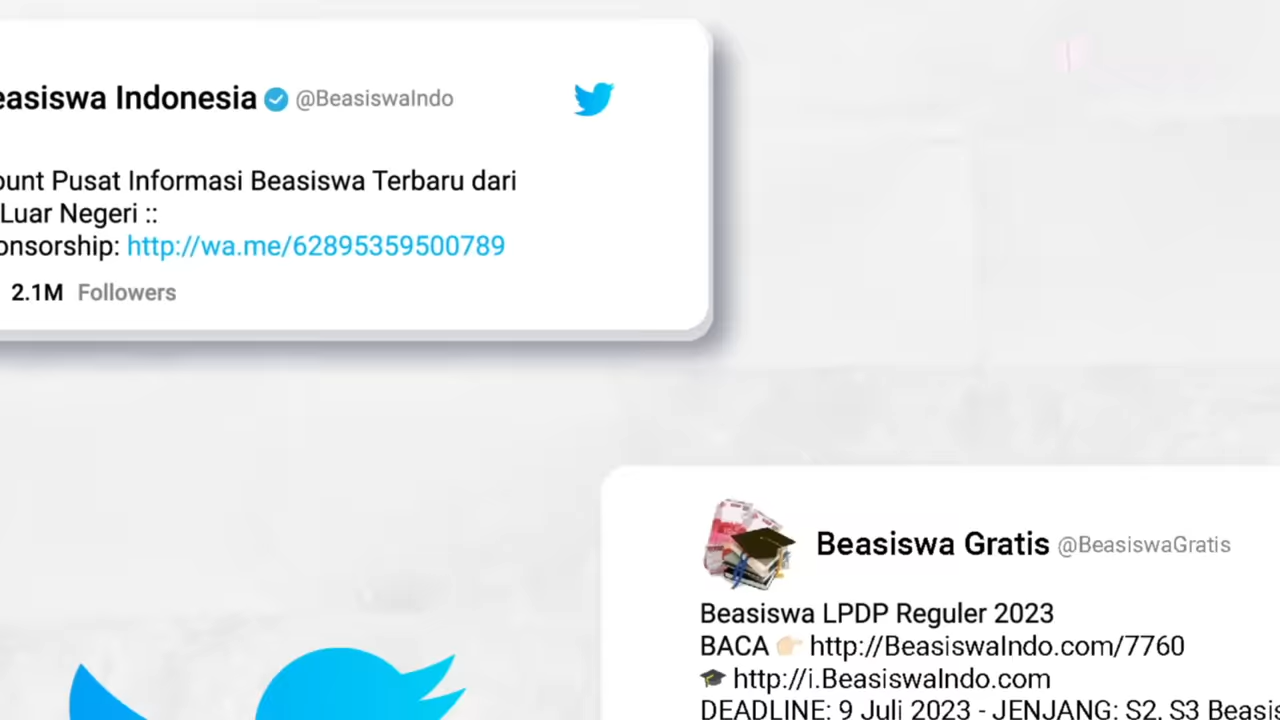 easiswa Indonesia @BeasiswaIndo
ount Pusat Informasi Beasiswa Terbaru dari
Luar Negeri ::
onsorship: http://wa.me/62895359500789
2.1M Followers
Beasiswa Gratis @BeasiswaGratis
Beasiswa LPDP Reguler 2023
BACA 👉🏻 http://BeasiswaIndo.com/7760
🎓 http://i.BeasiswaIndo.com
DEADLINE: 9 Juli 2023 - JENJANG: S2, S3 Beasis